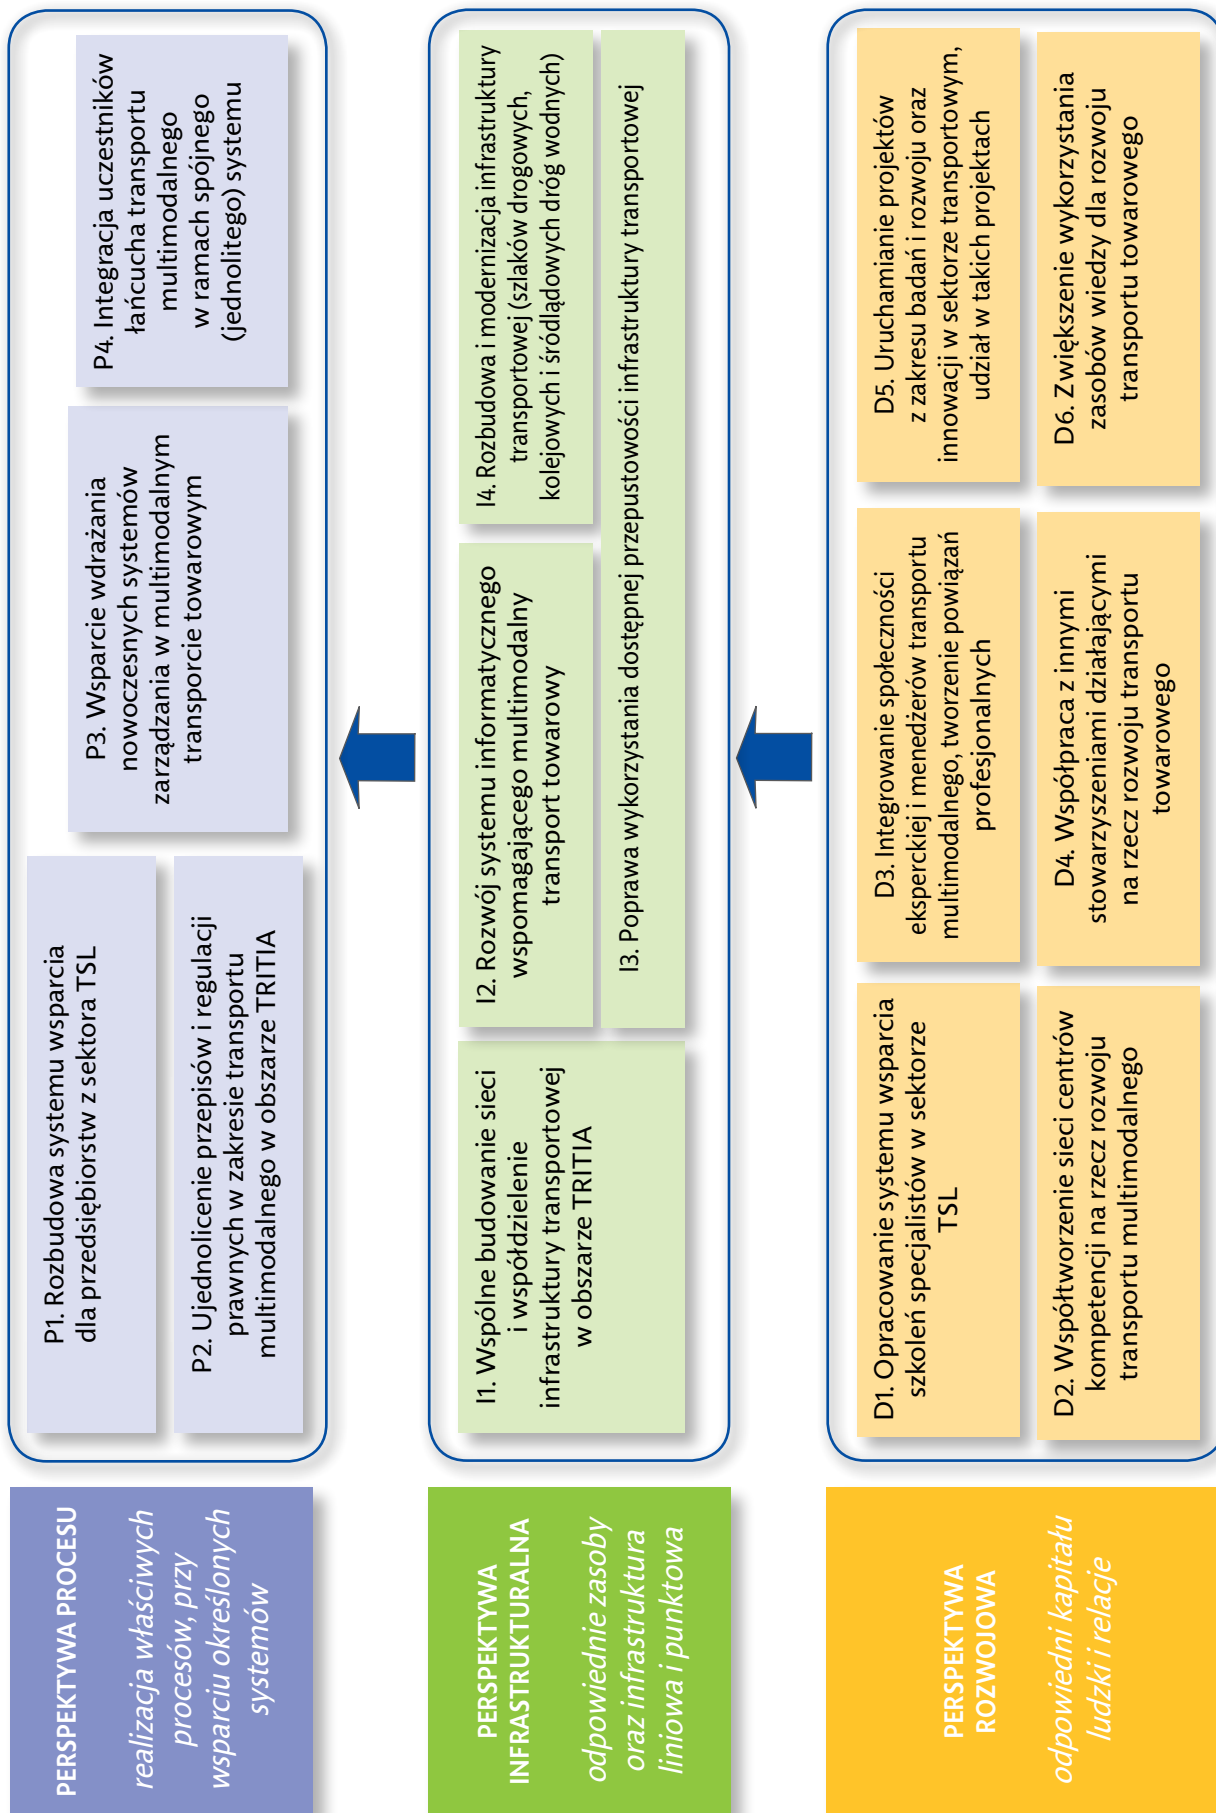 PERSPEKTYWA PROCESU
realizacja właściwych
procesów, przy
wsparciu określonych
systemów
P1. Rozbudowa systemu wsparcia
dla przedsiębiorstw z sektora TSL
P2. Ujednolicenie przepisów i regulacji
prawnych w zakresie transportu
multimodalnego w obszarze TRITIA
P3. Wsparcie wdrażania
nowoczesnych systemów
zarządzania w multimodalnym
transporcie towarowym
P4. Integracja uczestników
łańcucha transportu
multimodalnego
w ramach spójnego
(jednolitego) systemu
PERSPEKTYWA
INFRASTRUKTURALNA
odpowiednie zasoby
oraz infrastruktura
liniowa i punktowa
I1. Wspólne budowanie sieci
i współdzielenie
infrastruktury transportowej
w obszarze TRITIA
I2. Rozwój systemu informatycznego
wspomagającego multimodalny
transport towarowy
I4. Rozbudowa i modernizacja infrastruktury
transportowej (szlaków drogowych,
kolejowych i śródlądowych dróg wodnych)
I3. Poprawa wykorzystania dostępnej przepustowości infrastruktury transportowej
PERSPEKTYWA
ROZWOJOWA
odpowiedni kapitału
ludzki i relacje
D1. Opracowanie systemu wsparcia
szkoleń specjalistów w sektorze
TSL
D2. Współtworzenie sieci centrów
kompetencji na rzecz rozwoju
transportu multimodalnego
D3. Integrowanie społeczności
eksperckiej i menedżerów transportu
multimodalnego, tworzenie powiązań
profesjonalnych
D4. Współpraca z innymi
stowarzyszeniami działającymi
na rzecz rozwoju transportu
towarowego
D5. Uruchamianie projektów
z zakresu badań i rozwoju oraz
innowacji w sektorze transportowym,
udział w takich projektach
D6. Zwiększenie wykorzystania
zasobów wiedzy dla rozwoju
transportu towarowego